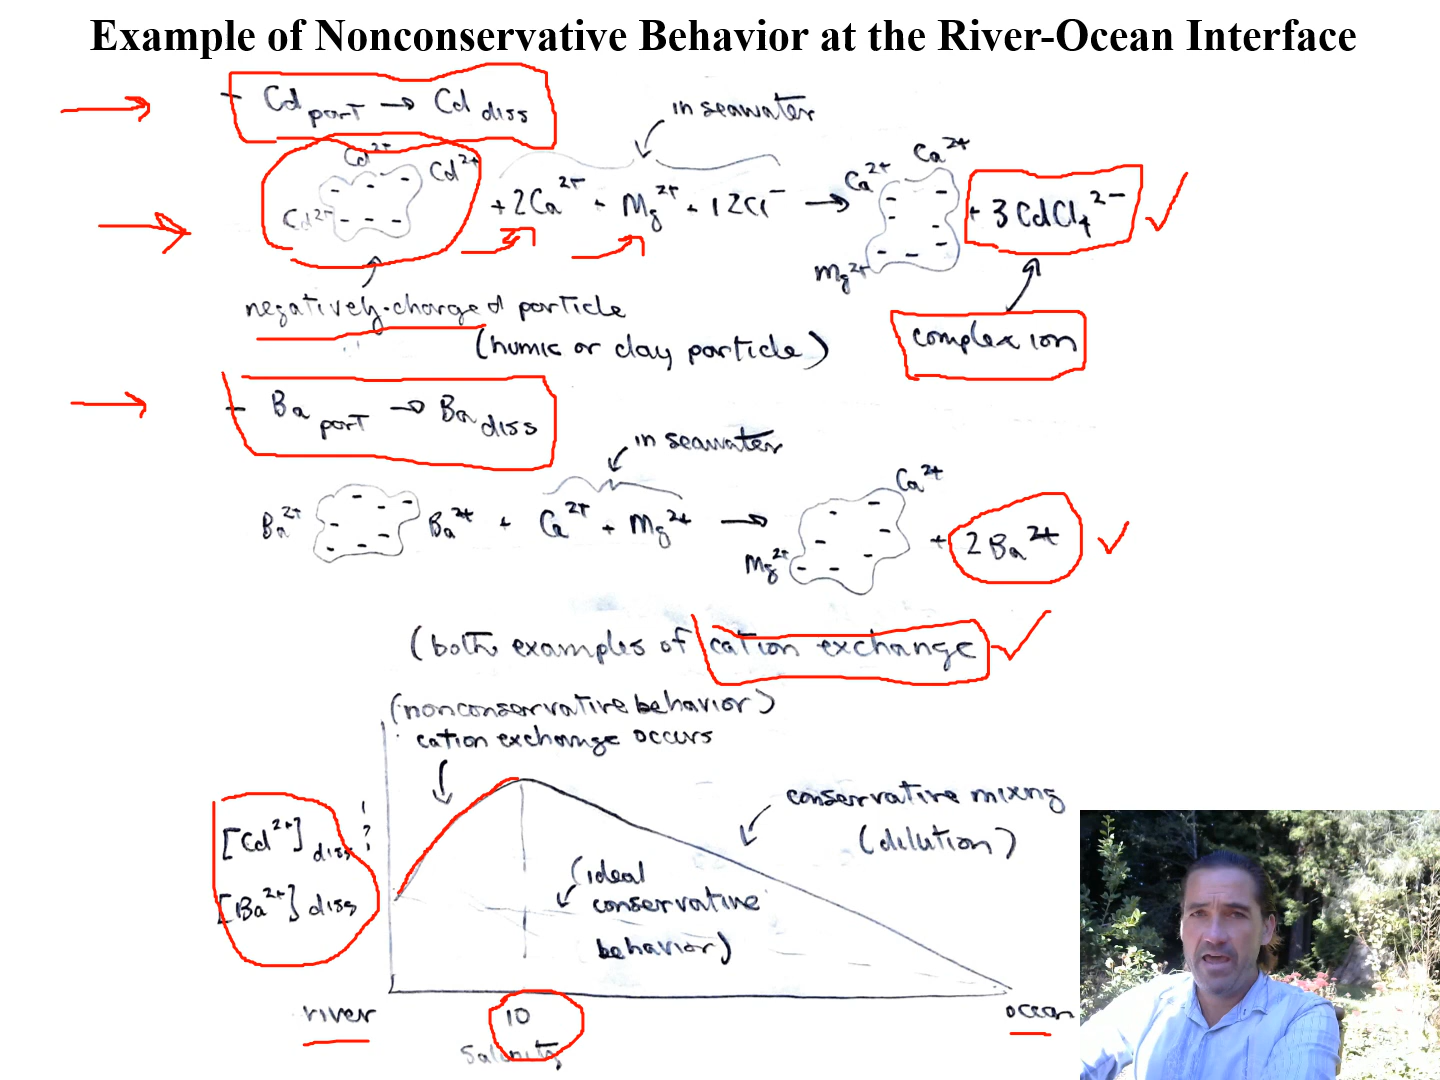 Example of Nonconservative Behavior at the River-Ocean Interface
- Cd part → Cd diss
in seawater
Cd²⁺ Cd²⁺ Cd²⁺ + 2Ca²⁺ + Mg²⁺ + 12Cl⁻ → Ca²⁺ Ca²⁺ Mg²⁺ + 3CdCl₄²⁻
negatively-charged particle
(humic or clay particle)
complex ion
- Ba part → Ba diss
in seawater
Ba²⁺ Ba²⁺ + Ca²⁺ + Mg²⁺ → Ca²⁺ Mg²⁺ + 2Ba²⁺
(both examples of cation exchange
(nonconservative behavior)
cation exchange occurs
conservative mixng
(dilution)
[Cd²⁺] diss ?
[Ba²⁺] diss
(ideal
conservative
behavior)
river 10 ocean
Salinity